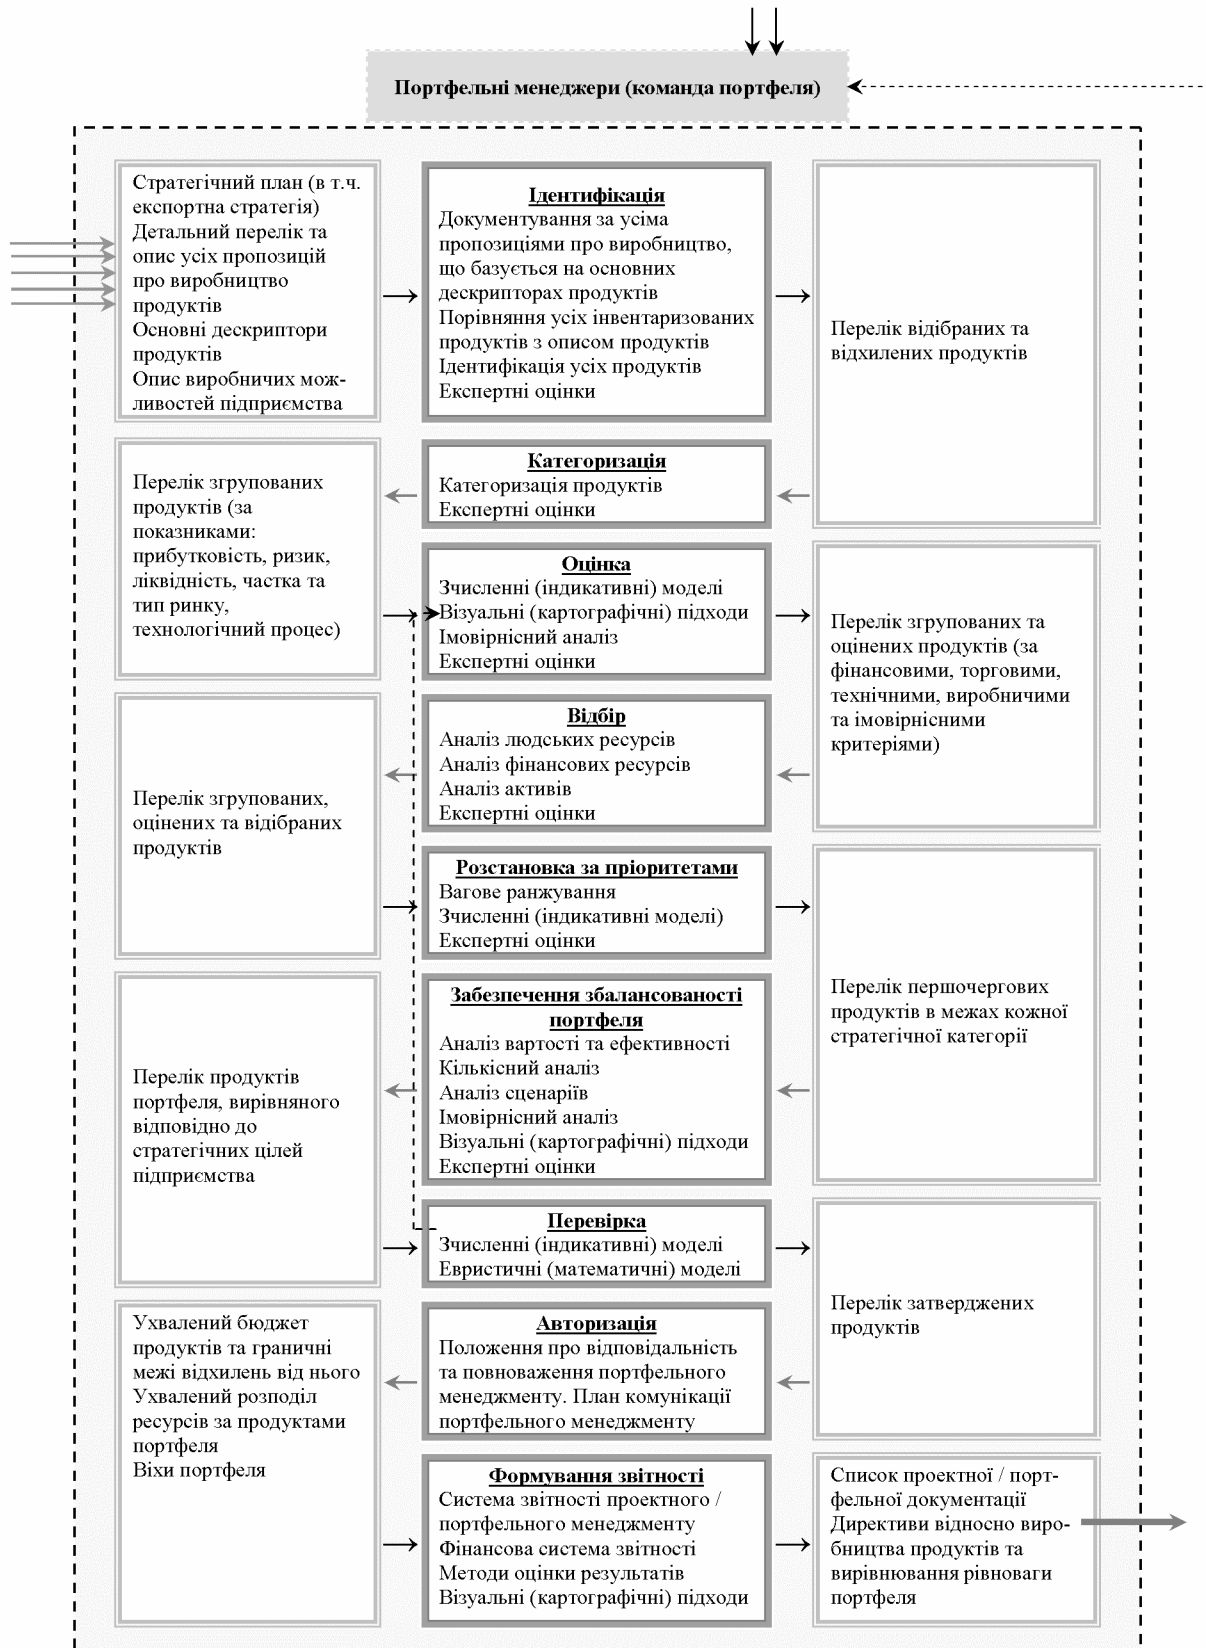 Портфельні менеджери (команда портфеля)
Стратегічний план (в т.ч.
експортна стратегія)
Детальний перелік та
опис усіх пропозицій
про виробництво
продуктів
Основні дескриптори
продуктів
Опис виробничих мож-
ливостей підприємства
Ідентифікація
Документування за усіма
пропозиціями про виробництво,
що базується на основних
дескрипторах продуктів
Порівняння усіх інвентаризованих
продуктів з описом продуктів
Ідентифікація усіх продуктів
Експертні оцінки
Перелік відібраних та
відхилених продуктів
Категоризація
Категоризація продуктів
Експертні оцінки
Перелік згрупованих
продуктів (за
показниками:
прибутковість, ризик,
ліквідність, частка та
тип ринку,
технологічний процес)
Оцінка
Зчисленні (індикативні) моделі
Візуальні (картографічні) підходи
Імовірнісний аналіз
Експертні оцінки
Перелік згрупованих та
оцінених продуктів (за
фінансовими, торговими,
технічними, виробничими
та імовірнісними
критеріями)
Відбір
Аналіз людських ресурсів
Аналіз фінансових ресурсів
Аналіз активів
Експертні оцінки
Перелік згрупованих,
оцінених та відібраних
продуктів
Розстановка за пріоритетами
Вагове ранжування
Зчисленні (індикативні моделі)
Експертні оцінки
Перелік першочергових
продуктів в межах кожної
стратегічної категорії
Забезпечення збалансованості
портфеля
Аналіз вартості та ефективності
Кількісний аналіз
Аналіз сценаріїв
Імовірнісний аналіз
Візуальні (картографічні) підходи
Експертні оцінки
Перелік продуктів
портфеля, вирівняного
відповідно до
стратегічних цілей
підприємства
Перевірка
Зчисленні (індикативні) моделі
Евристичні (математичні) моделі
Перелік затверджених
продуктів
Авторизація
Положення про відповідальність
та повноваження портфельного
менеджменту. План комунікації
портфельного менеджменту
Ухвалений бюджет
продуктів та граничні
межі відхилень від нього
Ухвалений розподіл
ресурсів за продуктами
портфеля
Віхи портфеля
Формування звітності
Система звітності проектного /
портфельного менеджменту
Фінансова система звітності
Методи оцінки результатів
Візуальні (картографічні) підходи
Список проектної / порт-
фельної документації
Директиви відносно виро-
бництва продуктів та
вирівнювання рівноваги
портфеля